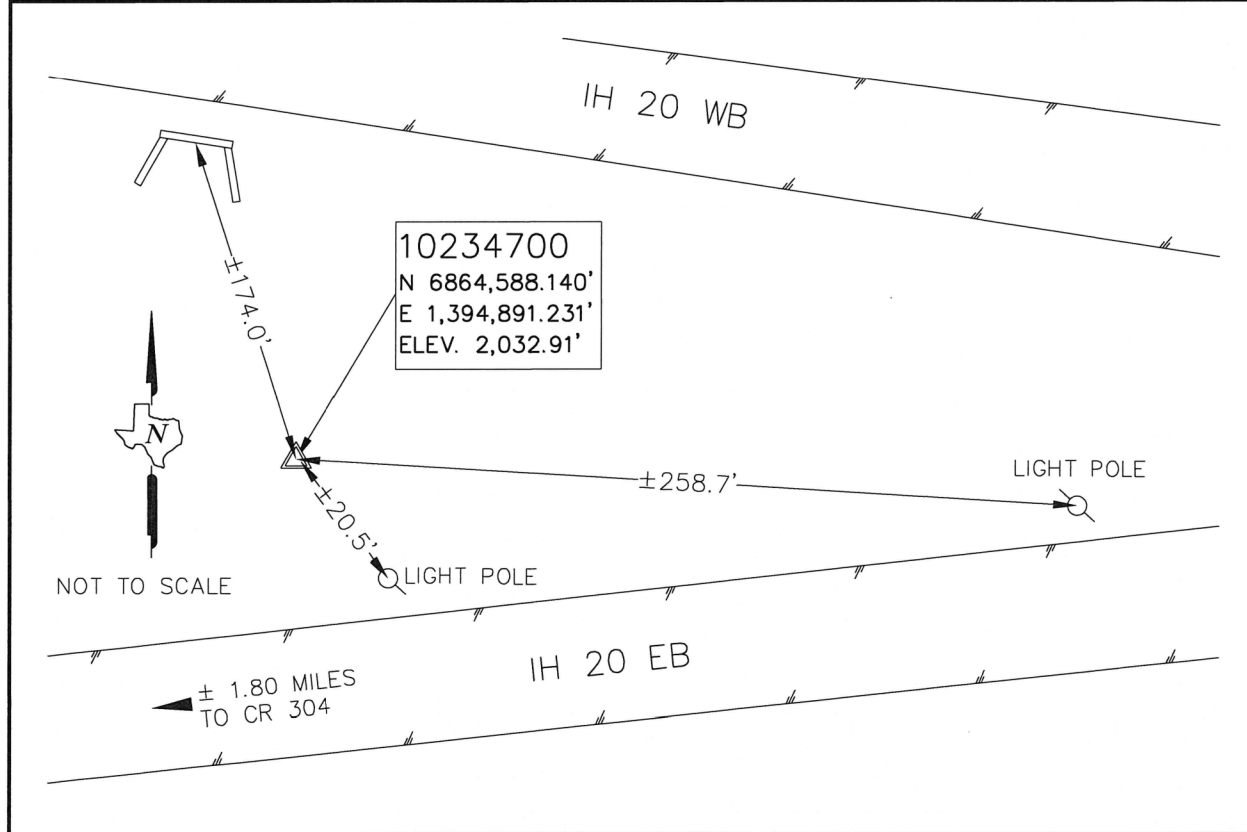 IH 20 WB
10234700
N 6864,588.140'
E 1,394,891.231'
ELEV. 2,032.91'
±174.0'
N
±258.7'
LIGHT POLE
±20.5'
LIGHT POLE
NOT TO SCALE
IH 20 EB
± 1.80 MILES
TO CR 304